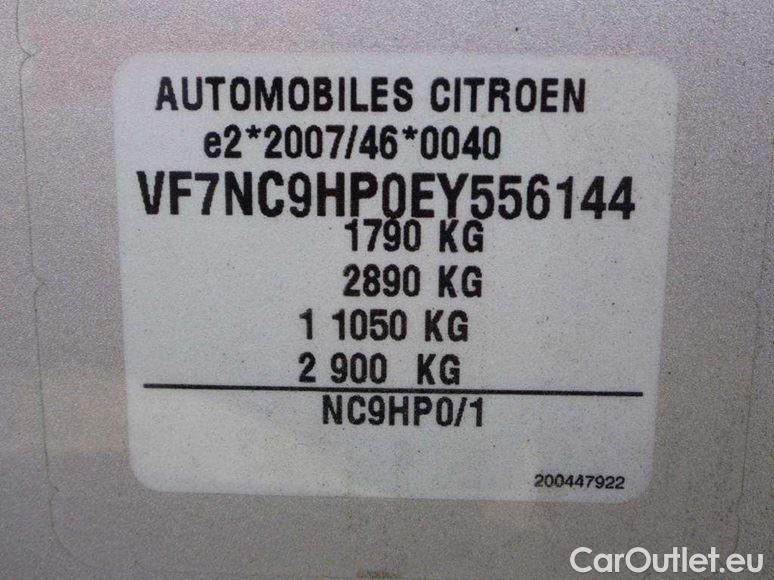 AUTOMOBILES CITROEN
e2*2007/46*0040
VF7NC9HP0EY556144
1790 KG
2890 KG
1 1050 KG
2 900 KG
NC9HP0/1
200447922
CarOutlet.eu